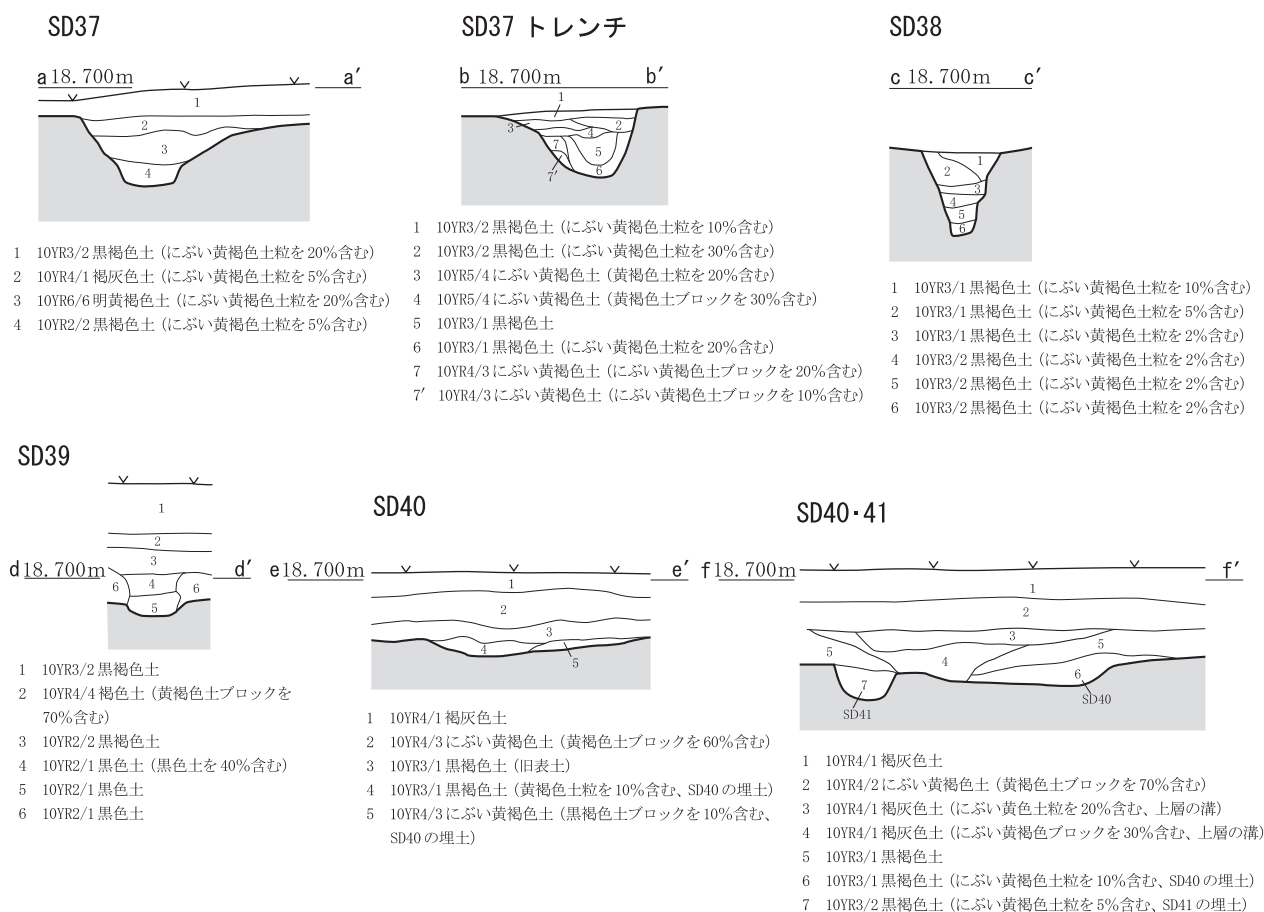 SD37
a 18.700m a′
1
2
3
4
1 10YR3/2 黒褐色土（にぶい黄褐色土粒を20%含む）
2 10YR4/1 褐灰色土（にぶい黄褐色土粒を5%含む）
3 10YR6/6 明黄褐色土（にぶい黄褐色土粒を20%含む）
4 10YR2/2 黒褐色土（にぶい黄褐色土粒を5%含む）
SD37 トレンチ
b 18.700m b′
1
3 4 2
7 5
7′ 6
1 10YR3/2 黒褐色土（にぶい黄褐色土粒を10%含む）
2 10YR3/2 黒褐色土（にぶい黄褐色土粒を30%含む）
3 10YR5/4 にぶい黄褐色土（黄褐色土粒を20%含む）
4 10YR5/4 にぶい黄褐色土（黄褐色土ブロックを30%含む）
5 10YR3/1 黒褐色土
6 10YR3/1 黒褐色土（にぶい黄褐色土粒を20%含む）
7 10YR4/3 にぶい黄褐色土（にぶい黄褐色土ブロックを20%含む）
7′ 10YR4/3 にぶい黄褐色土（にぶい黄褐色土ブロックを10%含む）
SD38
c 18.700m c′
1
2
3
4
5
6
1 10YR3/1 黒褐色土（にぶい黄褐色土粒を10%含む）
2 10YR3/1 黒褐色土（にぶい黄褐色土粒を5%含む）
3 10YR3/1 黒褐色土（にぶい黄褐色土粒を2%含む）
4 10YR3/2 黒褐色土（にぶい黄褐色土粒を2%含む）
5 10YR3/2 黒褐色土（にぶい黄褐色土粒を2%含む）
6 10YR3/2 黒褐色土（にぶい黄褐色土粒を2%含む）
SD39
1
2
3
d 18.700m d′
6 4 6
5
1 10YR3/2 黒褐色土
2 10YR4/4 褐色土（黄褐色土ブロックを
70%含む）
3 10YR2/2 黒褐色土
4 10YR2/1 黒色土（黒色土を40%含む）
5 10YR2/1 黒色土
6 10YR2/1 黒色土
SD40
e 18.700m e′
1
2
3
4
5
1 10YR4/1 褐灰色土
2 10YR4/3 にぶい黄褐色土（黄褐色土ブロックを60%含む）
3 10YR3/1 黒褐色土（旧表土）
4 10YR3/1 黒褐色土（黄褐色土粒を10%含む、SD40の埋土）
5 10YR4/3 にぶい黄褐色土（黒褐色土ブロックを10%含む、
SD40の埋土）
SD40・41
f 18.700m f′
1
2
3
5 4 5
7 6
SD41 SD40
1 10YR4/1 褐灰色土
2 10YR4/2 にぶい黄褐色土（黄褐色土ブロックを70%含む）
3 10YR4/1 褐灰色土（にぶい黄色土粒を20%含む、上層の溝）
4 10YR4/1 褐灰色土（にぶい黄褐色ブロックを30%含む、上層の溝）
5 10YR3/1 黒褐色土
6 10YR3/1 黒褐色土（にぶい黄褐色土粒を10%含む、SD40の埋土）
7 10YR3/2 黒褐色土（にぶい黄褐色土粒を5%含む、SD41の埋土）